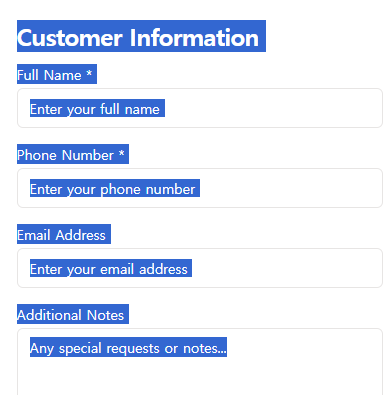 Customer Information
Full Name *
Enter your full name
Phone Number *
Enter your phone number
Email Address
Enter your email address
Additional Notes
Any special requests or notes...